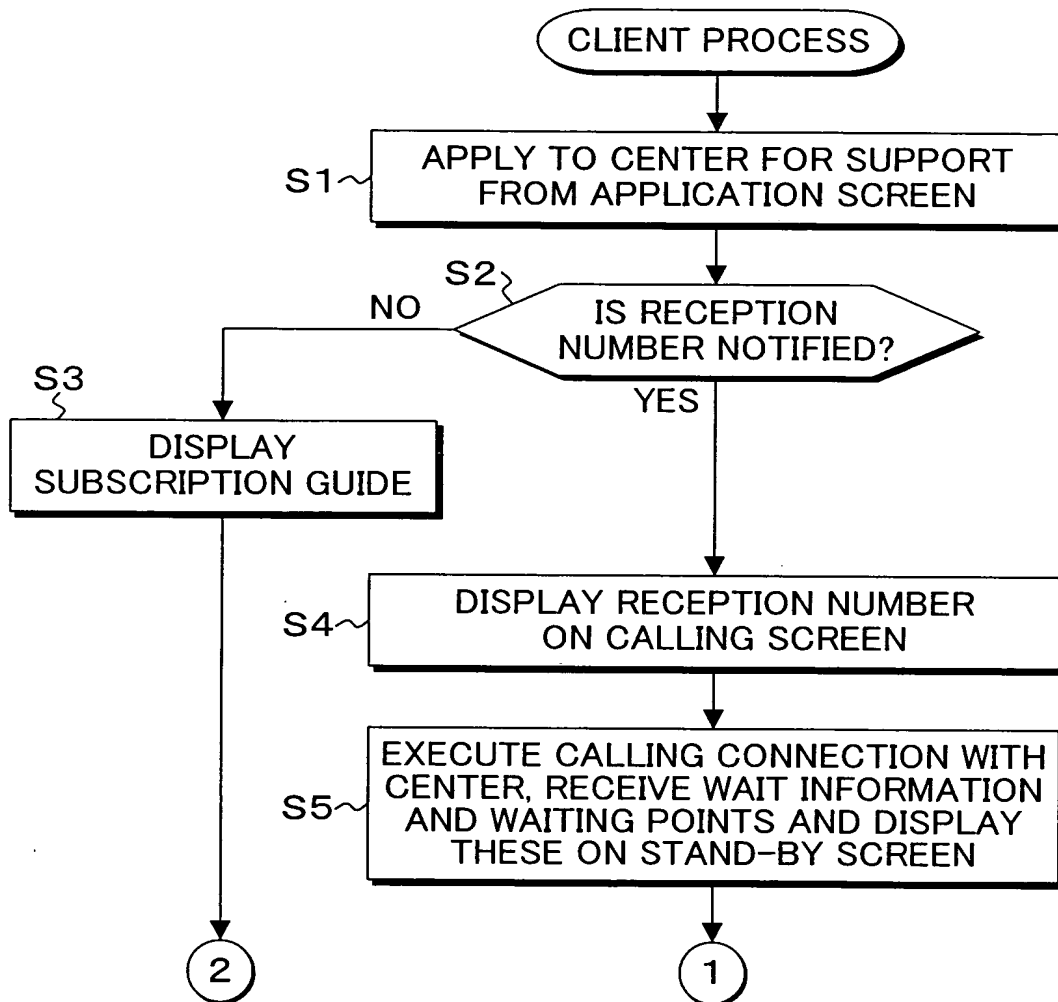 CLIENT PROCESS
S1
APPLY TO CENTER FOR SUPPORT
FROM APPLICATION SCREEN
S2
IS RECEPTION
NUMBER NOTIFIED?
NO
YES
S3
DISPLAY
SUBSCRIPTION GUIDE
S4
DISPLAY RECEPTION NUMBER
ON CALLING SCREEN
S5
EXECUTE CALLING CONNECTION WITH
CENTER, RECEIVE WAIT INFORMATION
AND WAITING POINTS AND DISPLAY
THESE ON STAND-BY SCREEN
2
1